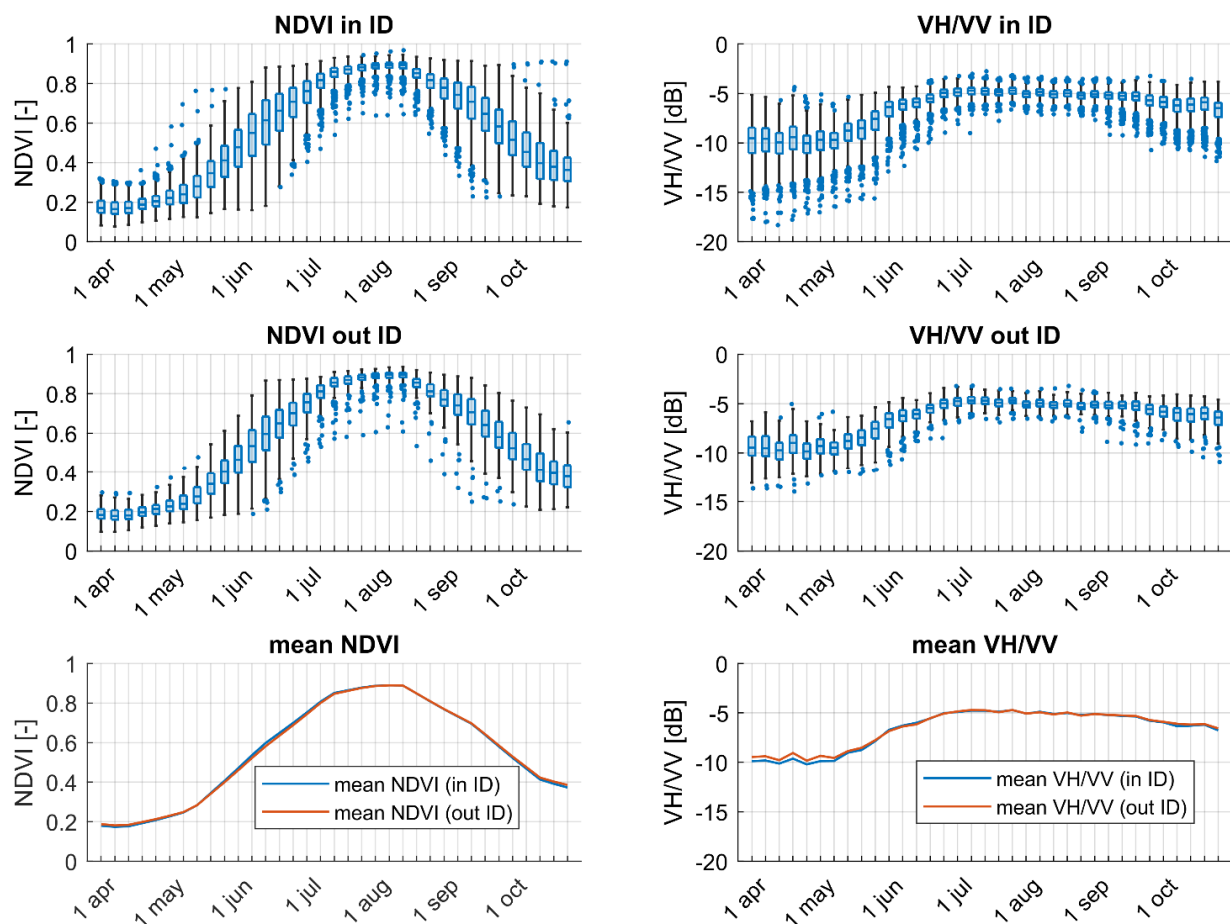 NDVI in ID
NDVI [-]
1
0.8
0.6
0.4
0.2
0
1 apr
1 may
1 jun
1 jul
1 aug
1 sep
1 oct
VH/VV in ID
VH/VV [dB]
0
-5
-10
-15
-20
1 apr
1 may
1 jun
1 jul
1 aug
1 sep
1 oct
NDVI out ID
NDVI [-]
1
0.8
0.6
0.4
0.2
0
1 apr
1 may
1 jun
1 jul
1 aug
1 sep
1 oct
VH/VV out ID
VH/VV [dB]
0
-5
-10
-15
-20
1 apr
1 may
1 jun
1 jul
1 aug
1 sep
1 oct
mean NDVI
NDVI [-]
1
0.8
0.6
0.4
0.2
0
mean NDVI (in ID)
mean NDVI (out ID)
1 apr
1 may
1 jun
1 jul
1 aug
1 sep
1 oct
mean VH/VV
VH/VV [dB]
0
-5
-10
-15
-20
mean VH/VV (in ID)
mean VH/VV (out ID)
1 apr
1 may
1 jun
1 jul
1 aug
1 sep
1 oct